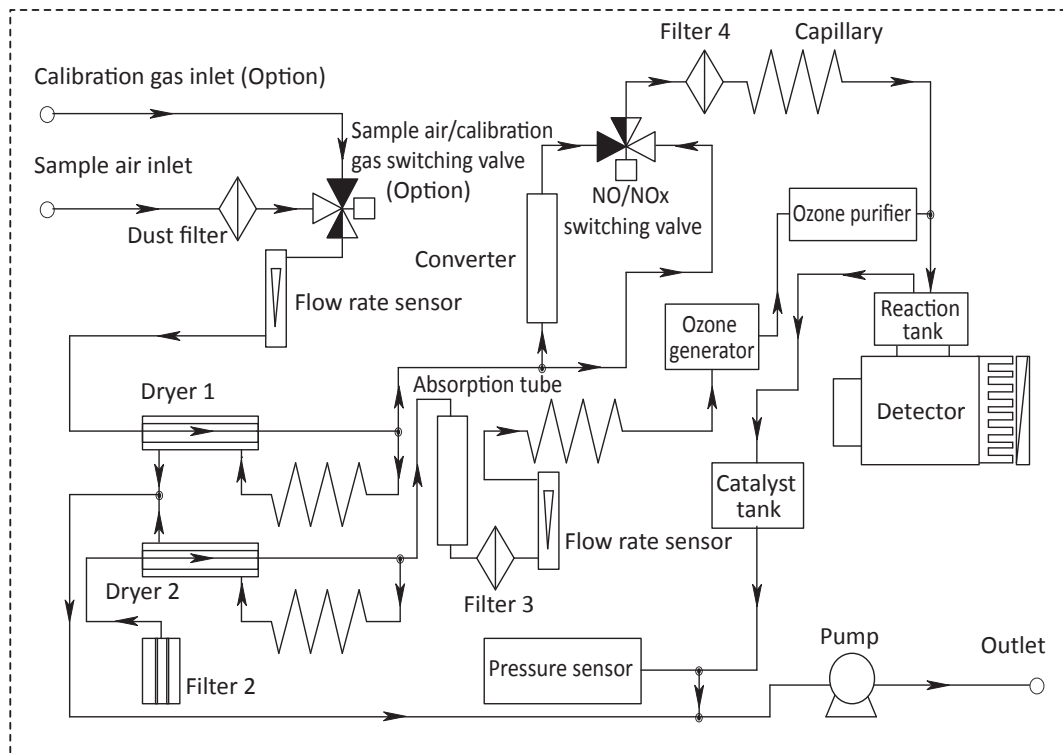 Filter 4
Capillary
Calibration gas inlet (Option)
Sample air/calibration
gas switching valve
(Option)
Sample air inlet
Dust filter
NO/NOx
switching valve
Ozone purifier
Converter
Flow rate sensor
Reaction
tank
Ozone
generator
Absorption tube
Dryer 1
Detector
Catalyst
tank
Flow rate sensor
Dryer 2
Filter 3
Pump
Outlet
Pressure sensor
Filter 2